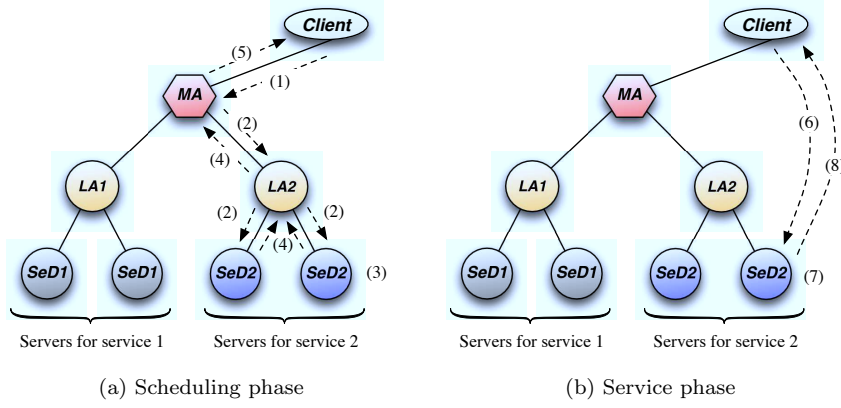 Client
(5)
(1)
MA
(2)
(4)
LA1
LA2
(2)
(2)
(4)
SeD1
SeD1
SeD2
SeD2
(3)
Servers for service 1
Servers for service 2
(a) Scheduling phase
Client
MA
(6)
(8)
LA1
LA2
SeD1
SeD1
SeD2
SeD2
(7)
Servers for service 1
Servers for service 2
(b) Service phase